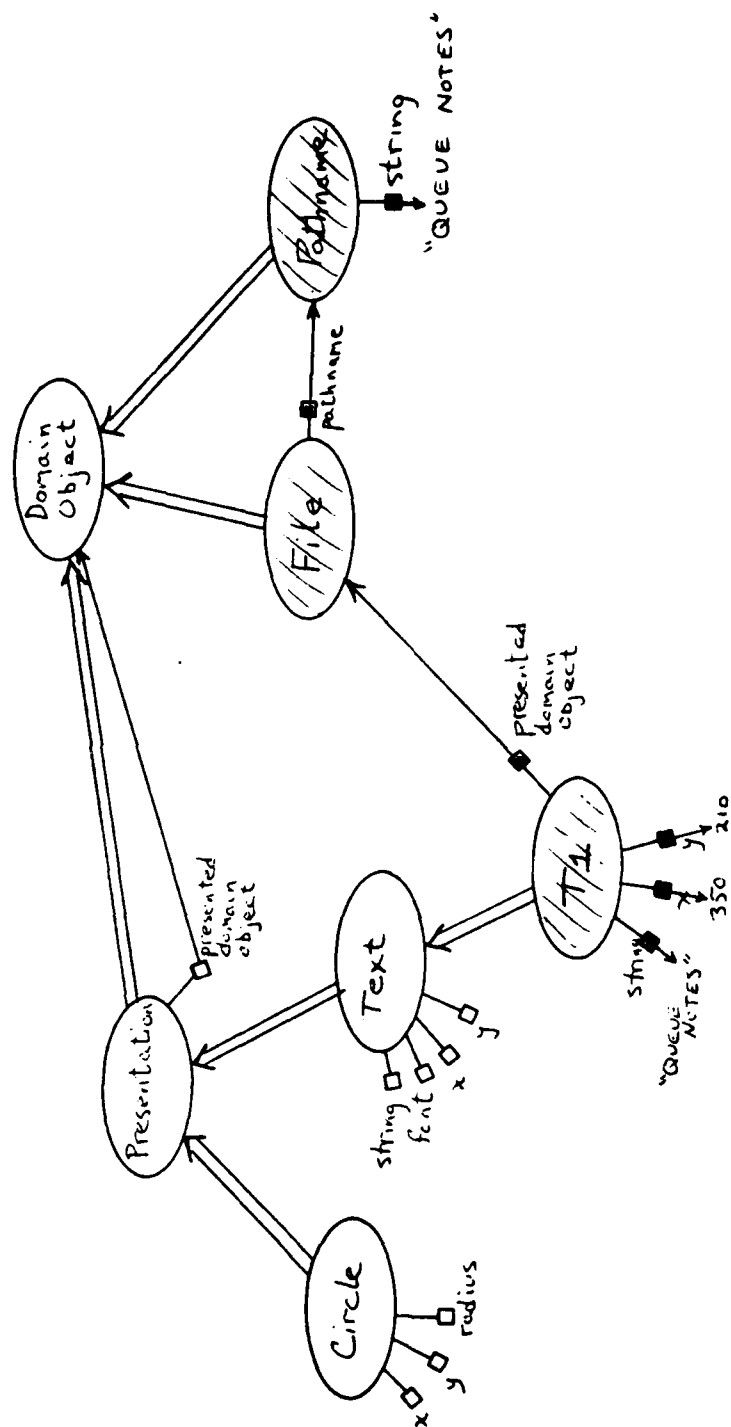 Domain
Object
Presentation
presented
domain
object
Circle
x
y
radius
Text
string
font
x
y
File
pathname
Pathname
string
"QUEUE NOTES"
presented
domain
object
T1
string
"QUEUE
NOTES"
x
350
y
210